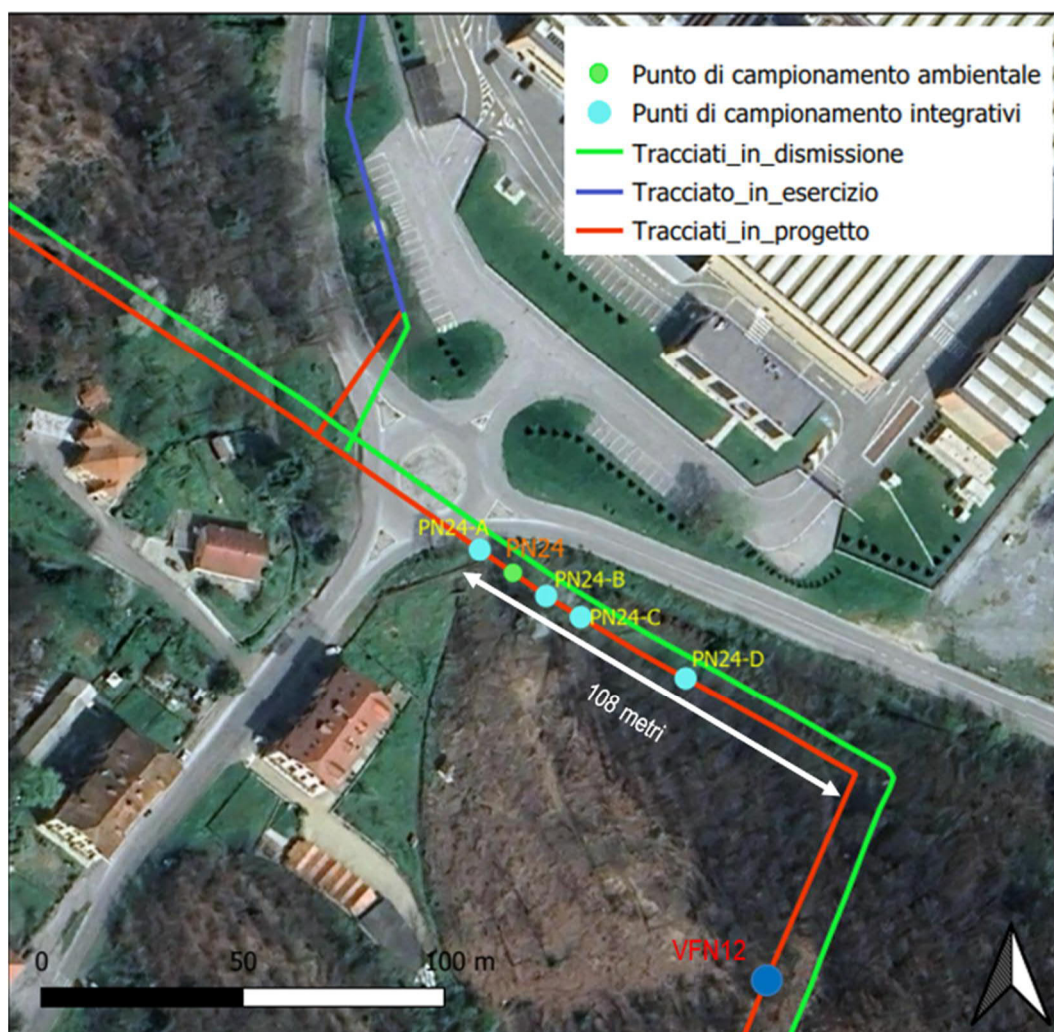 Punto di campionamento ambientale
Punti di campionamento integrativi
Tracciati_in_dismissione
Tracciato_in_esercizio
Tracciati_in_progetto
PN24-A
PN24
PN24-B
PN24-C
PN24-D
108 metri
VFN12
0 50 100 m